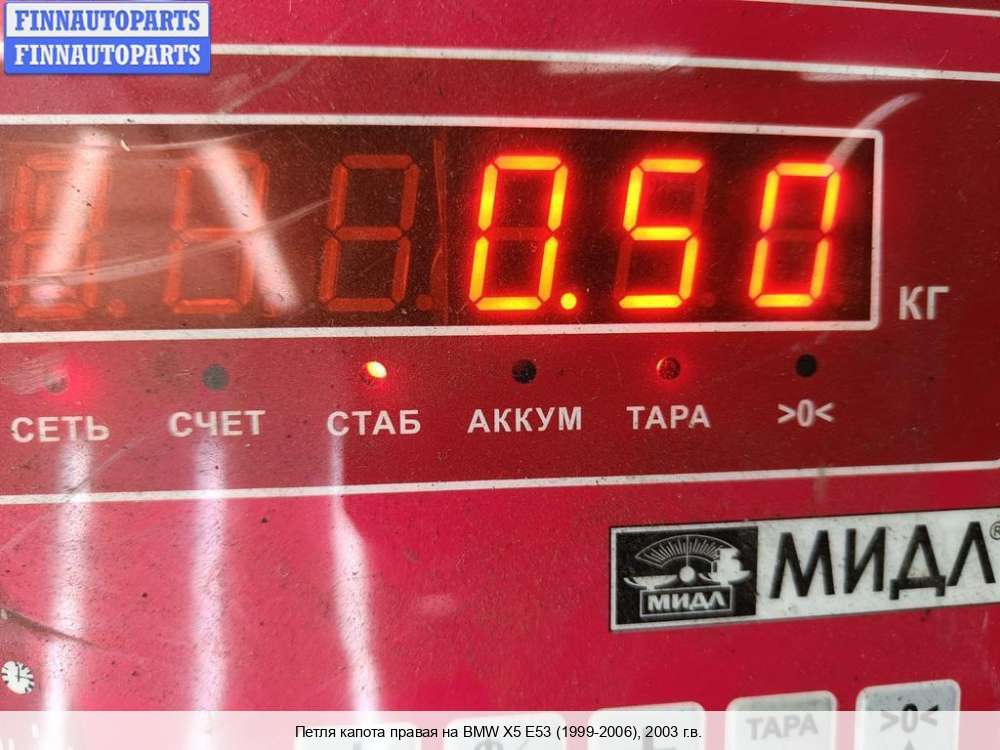 FINNAUTOPARTS
FINNAUTOPARTS
0.50
КГ
СЕТЬ СЧЕТ СТАБ АККУМ ТАРА >0<
МИДЛ МИДЛ®
ТАРА >0<
Петля капота правая на BMW X5 E53 (1999-2006), 2003 г.в.